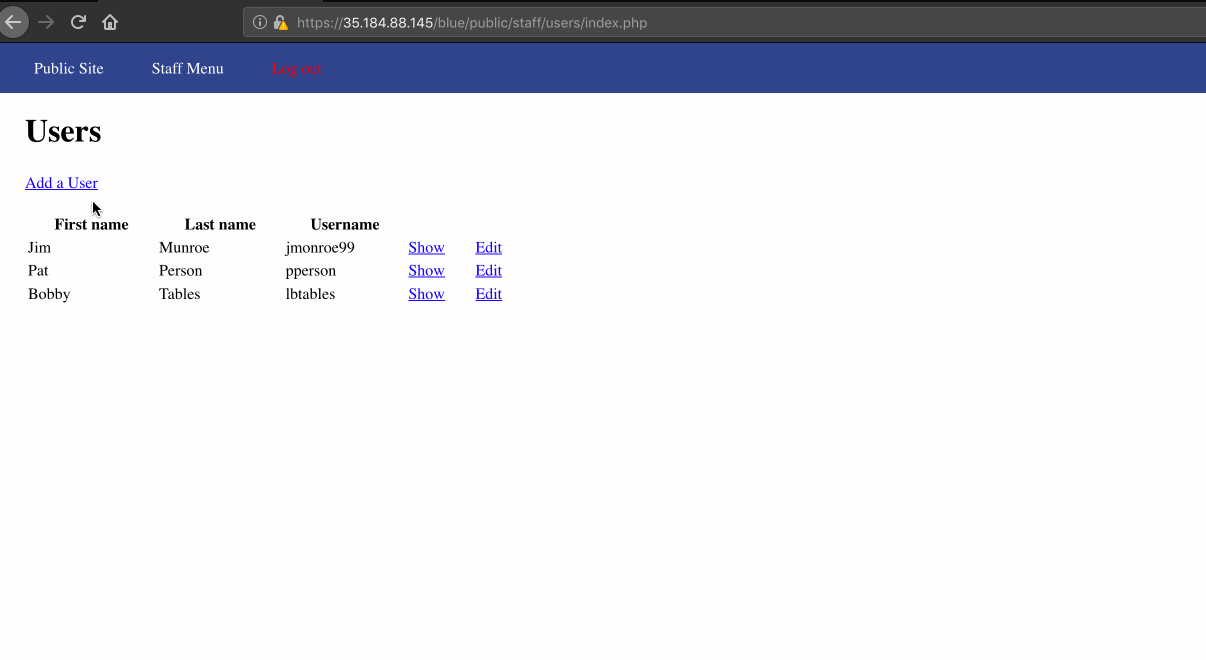 https://35.184.88.145/blue/public/staff/users/index.php
Public Site Staff Menu Log out
Users
Add a User
First name Last name Username
Jim Munroe jmonroe99 Show Edit
Pat Person pperson Show Edit
Bobby Tables lbtables Show Edit